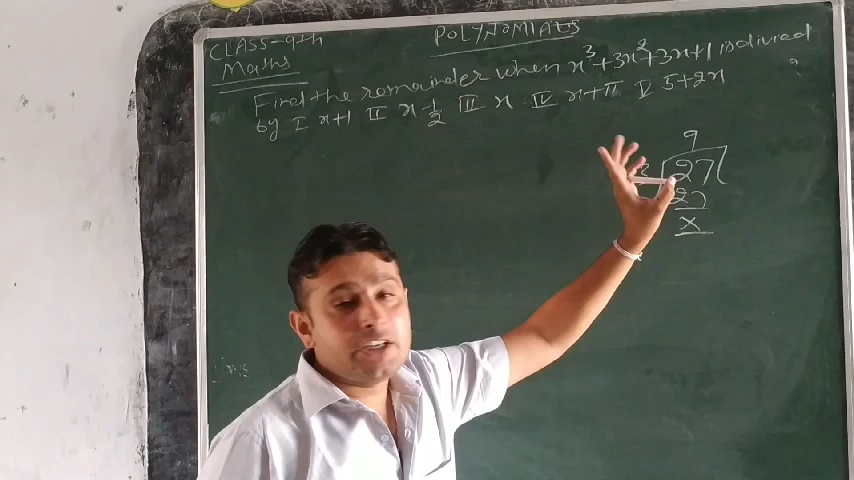 CLASS-9th
POLYNOMIALS
Maths
Find the remainder when x³+3x²+3x+1 is divided
by I x+1 II x-1/2 III x IV x+π V 5+2x ?
9
27
27
x